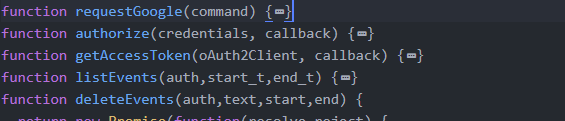 function requestGoogle(command) {…}
function authorize(credentials, callback) {…}
function getAccessToken(oAuth2Client, callback) {…}
function listEvents(auth,start_t,end_t) {…}
function deleteEvents(auth,text,start,end) {
return new Promise(function(resolve,reject) {